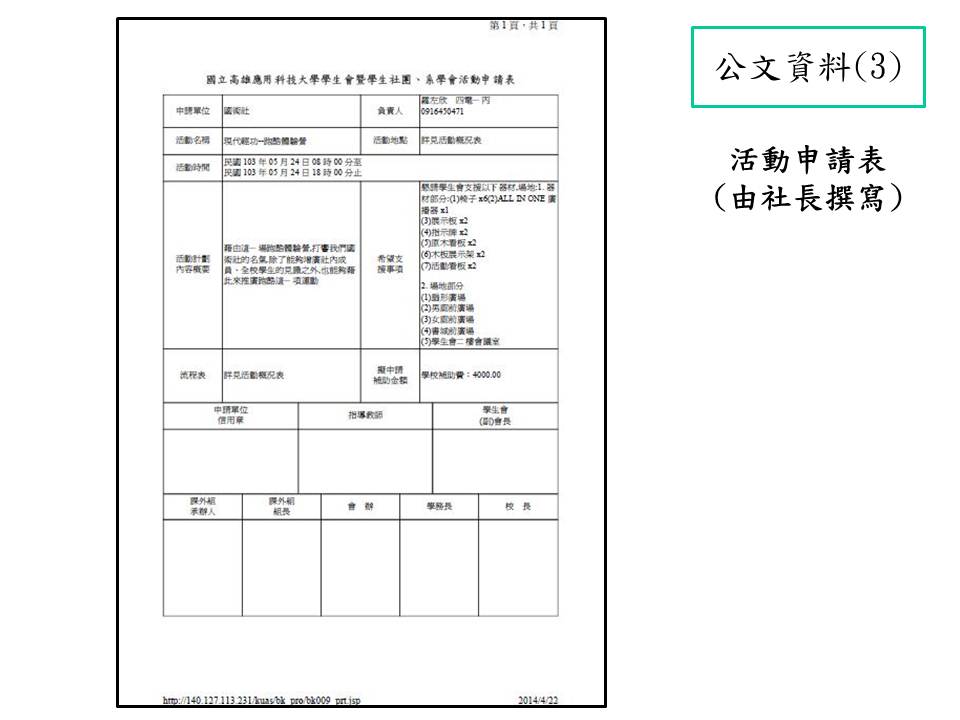 第 1 頁，共 1 頁
國立高雄應用科技大學學生會暨學生社團、系學會活動申請表
申請單位
國術社
負責人
羅左欣 四電一丙
0916450471
活動名稱
現代輕功--跑酷體驗營
活動地點
詳見活動概況表
活動時間
民國 103 年 05 月 24 日 08 時 00 分至
民國 103 年 05 月 24 日 18 時 00 分止
活動計劃
內容概要
藉由這一場跑酷體驗營,打響我們國
術社的名氣,除了能夠增廣社內成
員、全校學生的見識之外,也能夠藉
此來推廣跑酷這一項運動
希望支
援事項
懇請學生會支援以下器材,場地:1. 器
材部分:(1)椅子 x6(2)ALL IN ONE 廣
播器 x1
(3)展示板 x2
(4)指示牌 x2
(5)原木看板 x2
(6)木板展示架 x2
(7)活動看板 x2
2. 場地部分
(1)扇形廣場
(2)男宿前廣場
(3)女宿前廣場
(4)書城前廣場
(5)學生會二樓會議室
流程表
詳見活動概況表
擬申請
補助金額
學校補助費：4000.00
申請單位
信用章
指導教師
學生會
(副)會長
課外組
承辦人
課外組
組長
會 辦
學務長
校 長
http://140.127.113.231/kuas/bk_pro/bk009_prt.jsp
2014/4/22
公文資料(3)
活動申請表
(由社長撰寫)